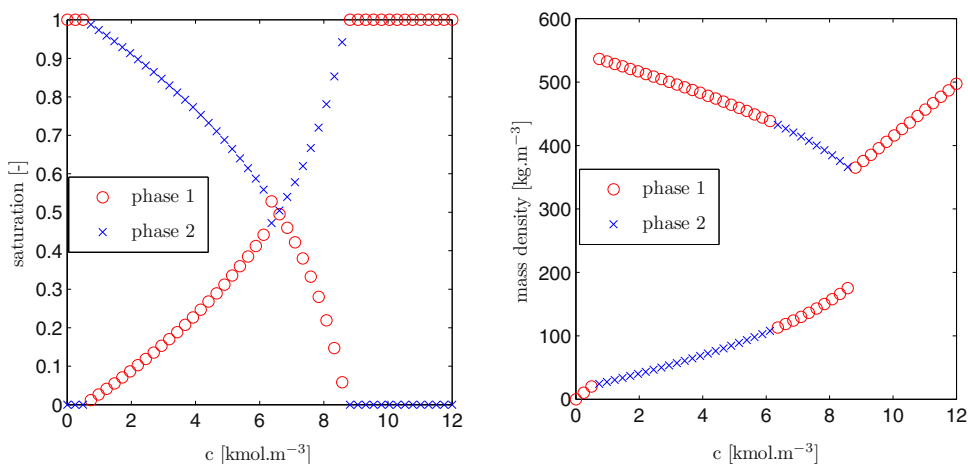 1
0.9
0.8
0.7
0.6
0.5
0.4
0.3
0.2
0.1
0
0 2 4 6 8 10 12
saturation [-]
c [kmol.m⁻³]
phase 1
phase 2
600
500
400
300
200
100
0
0 2 4 6 8 10 12
mass density [kg.m⁻³]
c [kmol.m⁻³]
phase 1
phase 2